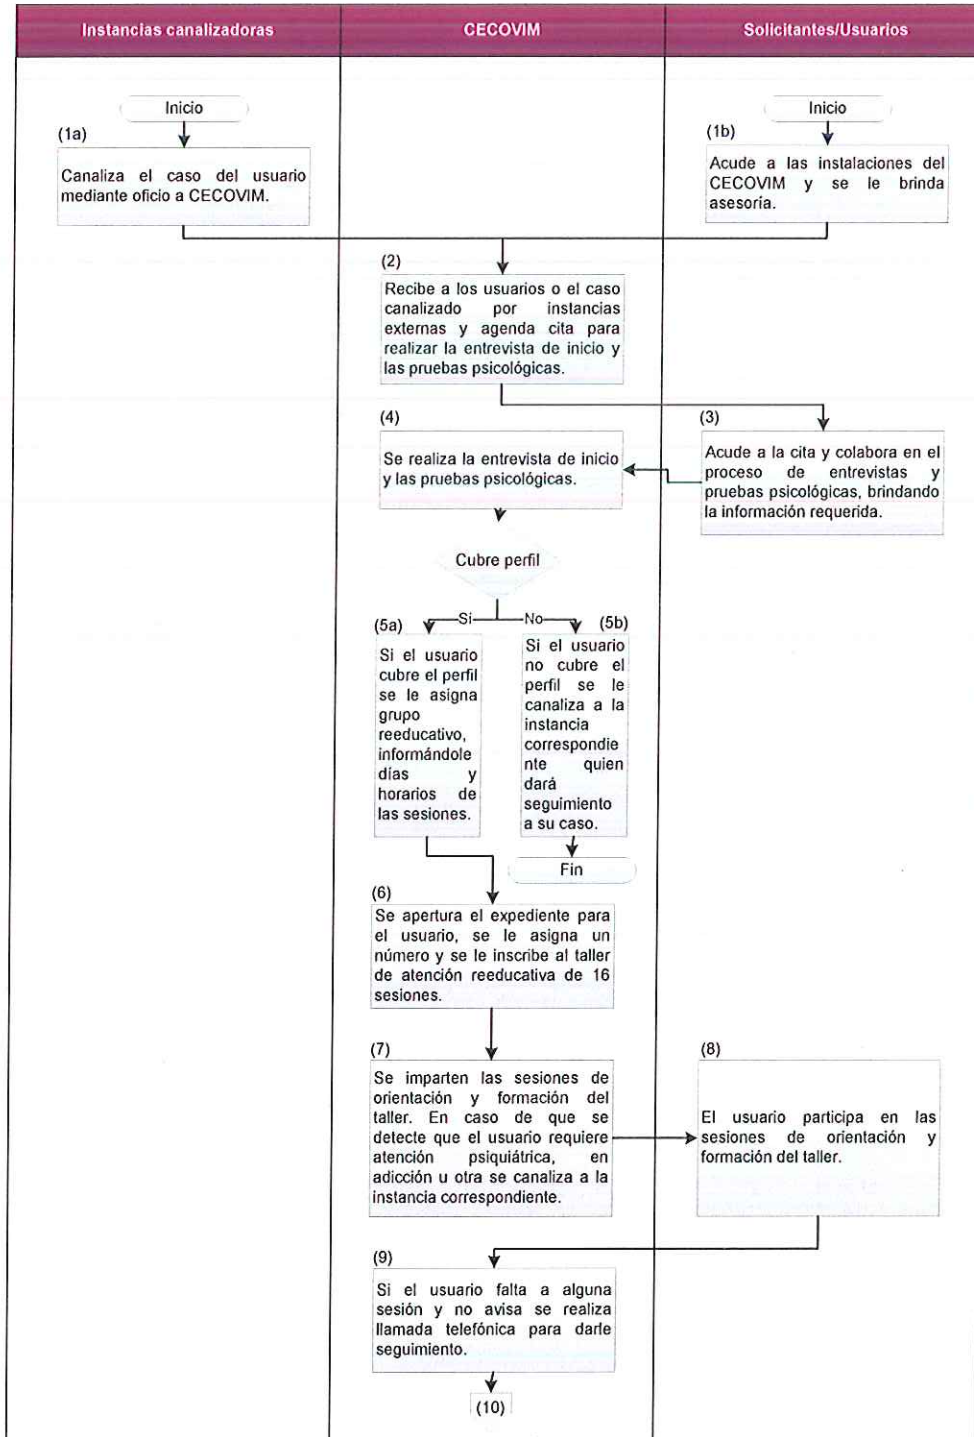 Instancias canalizadoras
CECOVIM
Solicitantes/Usuarios
Inicio
(1a)
Canaliza el caso del usuario
mediante oficio a CECOVIM.
Inicio
(1b)
Acude a las instalaciones del
CECOVIM y se le brinda
asesoría.
(2)
Recibe a los usuarios o el caso
canalizado por instancias
externas y agenda cita para
realizar la entrevista de inicio y
las pruebas psicológicas.
(3)
Acude a la cita y colabora en el
proceso de entrevistas y
pruebas psicológicas, brindando
la información requerida.
(4)
Se realiza la entrevista de inicio
y las pruebas psicológicas.
Cubre perfil
Si
No
(5a)
Si el usuario
cubre el perfil
se le asigna
grupo
reeducativo,
informándole
días y
horarios de
las sesiones.
(5b)
Si el usuario
no cubre el
perfil se le
canaliza a la
instancia
correspondie
nte quien
dará
seguimiento
a su caso.
Fin
(6)
Se apertura el expediente para
el usuario, se le asigna un
número y se le inscribe al taller
de atención reeducativa de 16
sesiones.
(7)
Se imparten las sesiones de
orientación y formación del
taller. En caso de que se
detecte que el usuario requiere
atención psiquiátrica, en
adicción u otra se canaliza a la
instancia correspondiente.
(8)
El usuario participa en las
sesiones de orientación y
formación del taller.
(9)
Si el usuario falta a alguna
sesión y no avisa se realiza
llamada telefónica para darle
seguimiento.
(10)